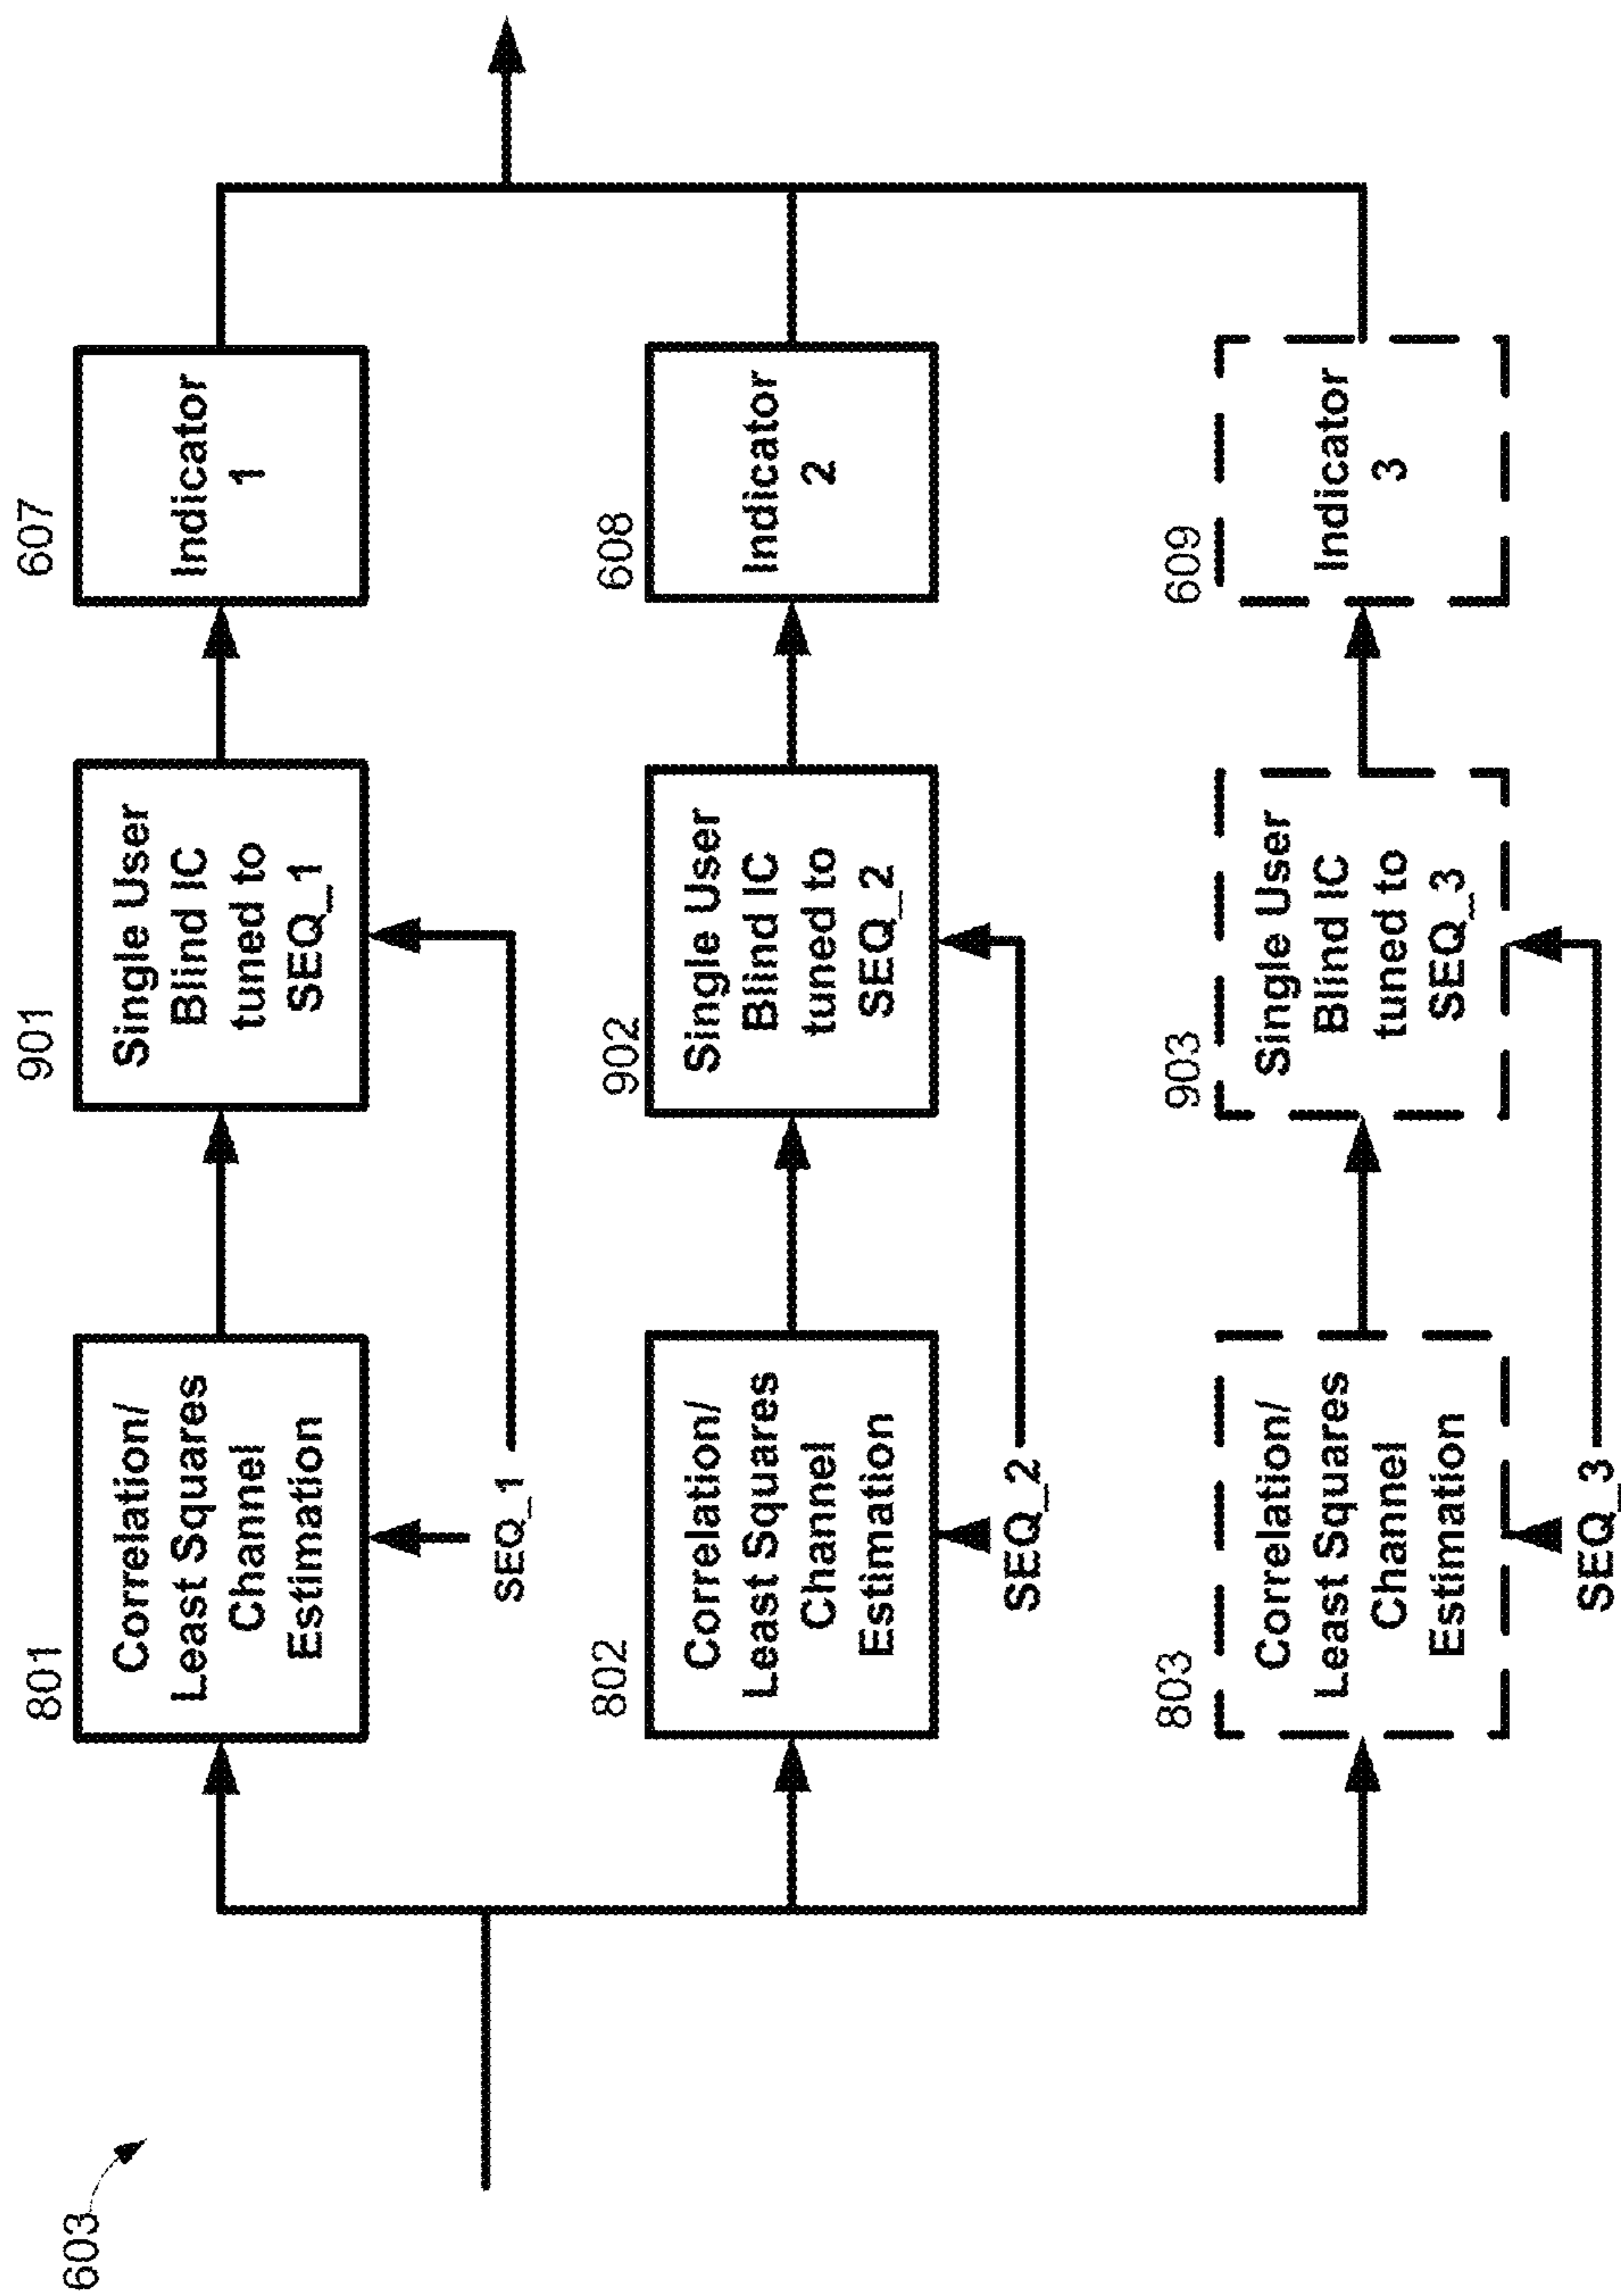 603
801
Correlation/
Least Squares
Channel
Estimation
SEQ_1
901
Single User
Blind IC
tuned to
SEQ_1
607
Indicator
1
802
Correlation/
Least Squares
Channel
Estimation
SEQ_2
902
Single User
Blind IC
tuned to
SEQ_2
608
Indicator
2
803
Correlation/
Least Squares
Channel
Estimation
SEQ_3
903
Single User
Blind IC
tuned to
SEQ_3
609
Indicator
3